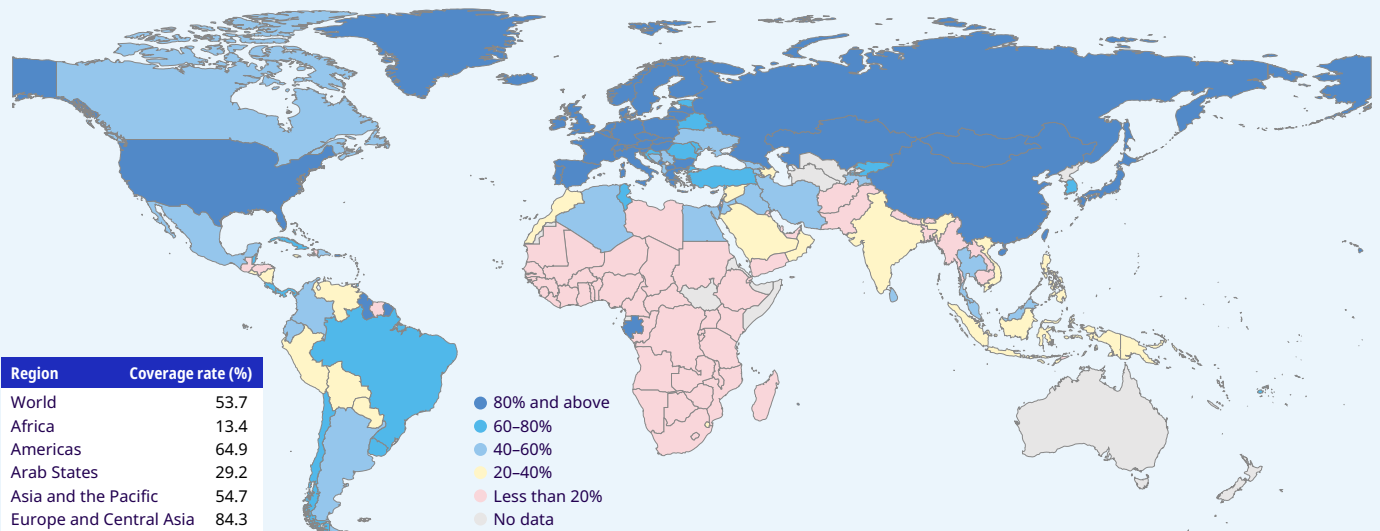 Region Coverage rate (%)
World 53.7
Africa 13.4
Americas 64.9
Arab States 29.2
Asia and the Pacific 54.7
Europe and Central Asia 84.3
80% and above
60–80%
40–60%
20–40%
Less than 20%
No data